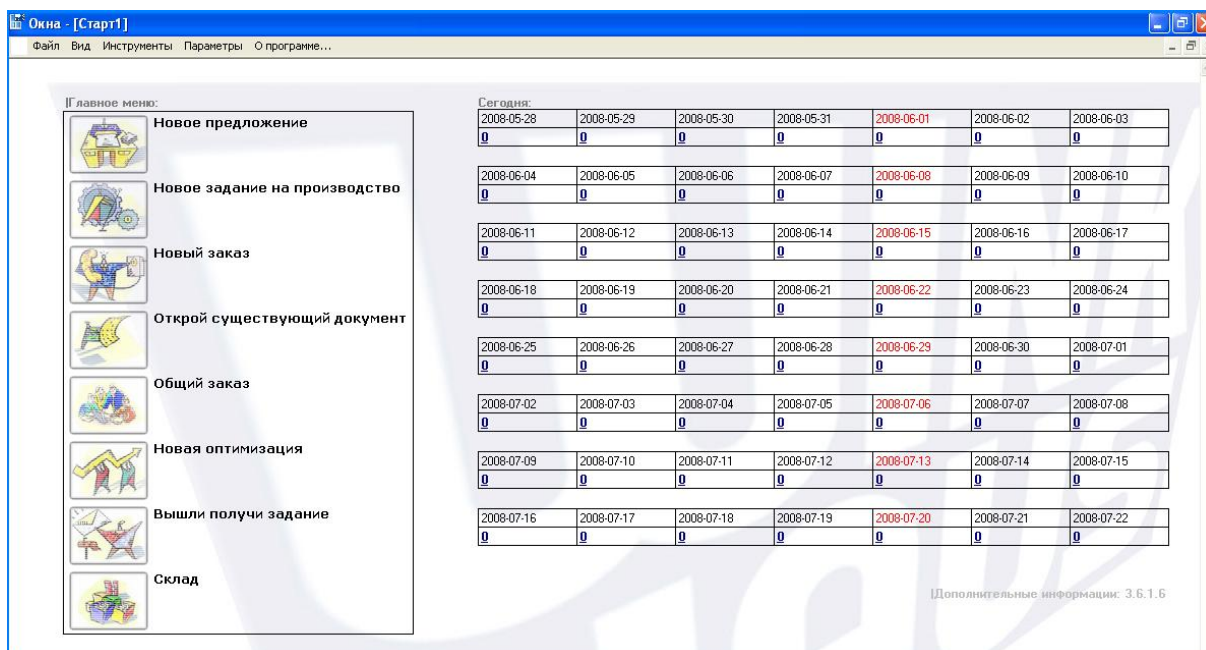 Окна - [Старт1]
Файл Вид Инструменты Параметры О программе...
Главное меню:
Новое предложение
Новое задание на производство
Новый заказ
Открой существующий документ
Общий заказ
Новая оптимизация
Вышли получи задание
Склад
Сегодня:
2008-05-28 2008-05-29 2008-05-30 2008-05-31 2008-06-01 2008-06-02 2008-06-03
0 0 0 0 0 0 0
2008-06-04 2008-06-05 2008-06-06 2008-06-07 2008-06-08 2008-06-09 2008-06-10
0 0 0 0 0 0 0
2008-06-11 2008-06-12 2008-06-13 2008-06-14 2008-06-15 2008-06-16 2008-06-17
0 0 0 0 0 0 0
2008-06-18 2008-06-19 2008-06-20 2008-06-21 2008-06-22 2008-06-23 2008-06-24
0 0 0 0 0 0 0
2008-06-25 2008-06-26 2008-06-27 2008-06-28 2008-06-29 2008-06-30 2008-07-01
0 0 0 0 0 0 0
2008-07-02 2008-07-03 2008-07-04 2008-07-05 2008-07-06 2008-07-07 2008-07-08
0 0 0 0 0 0 0
2008-07-09 2008-07-10 2008-07-11 2008-07-12 2008-07-13 2008-07-14 2008-07-15
0 0 0 0 0 0 0
2008-07-16 2008-07-17 2008-07-18 2008-07-19 2008-07-20 2008-07-21 2008-07-22
0 0 0 0 0 0 0
Дополнительные информации: 3.6.1.6